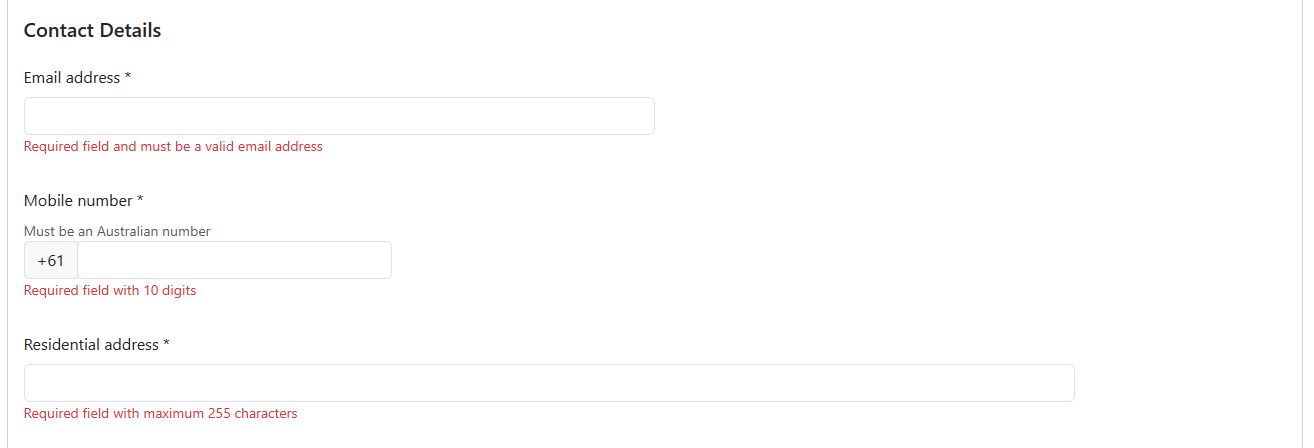 Contact Details
Email address *
Required field and must be a valid email address
Mobile number *
Must be an Australian number
+61
Required field with 10 digits
Residential address *
Required field with maximum 255 characters